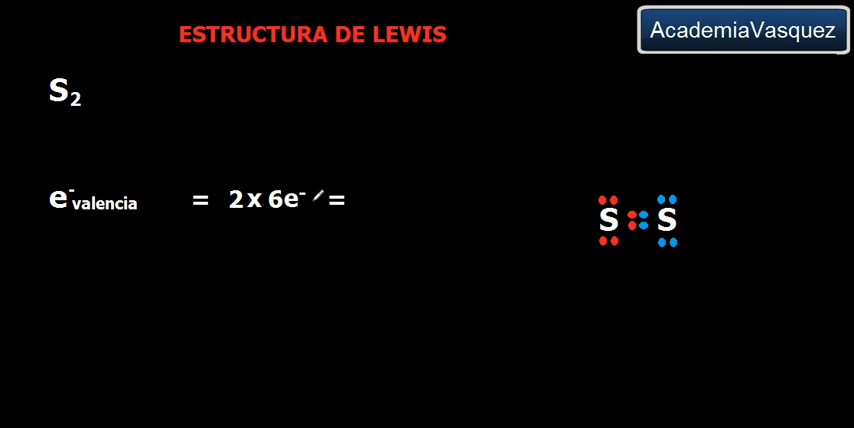 ESTRUCTURA DE LEWIS
AcademiaVasquez
S₂
e⁻valencia = 2 x 6e⁻ =
S S